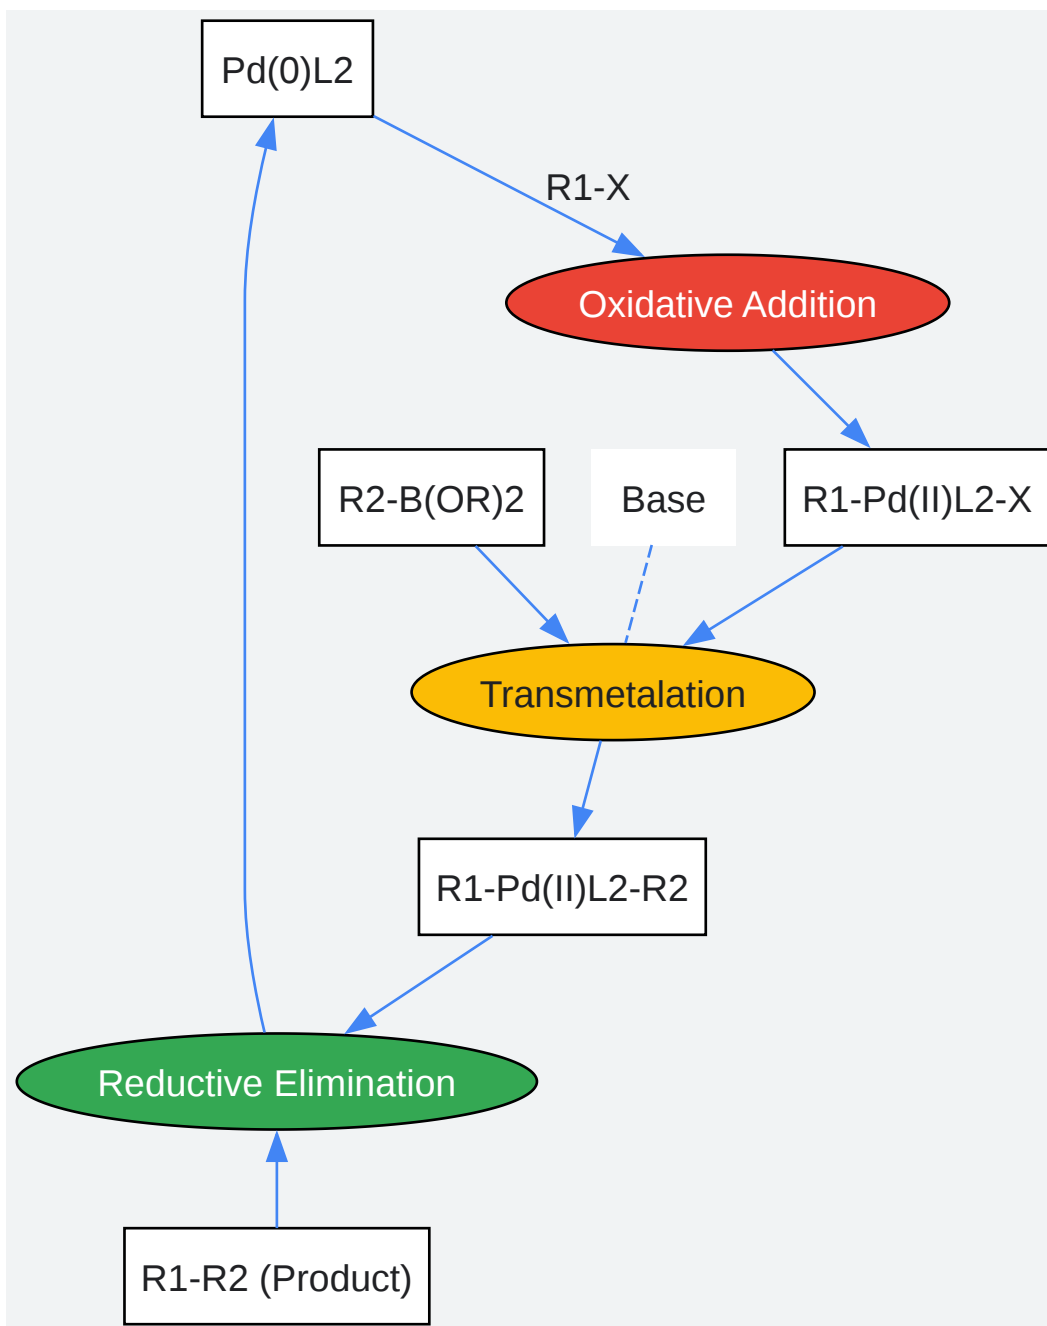 Pd(0)L2
R1-X
Oxidative Addition
R2-B(OR)2
Base
R1-Pd(II)L2-X
Transmetalation
R1-Pd(II)L2-R2
Reductive Elimination
R1-R2 (Product)